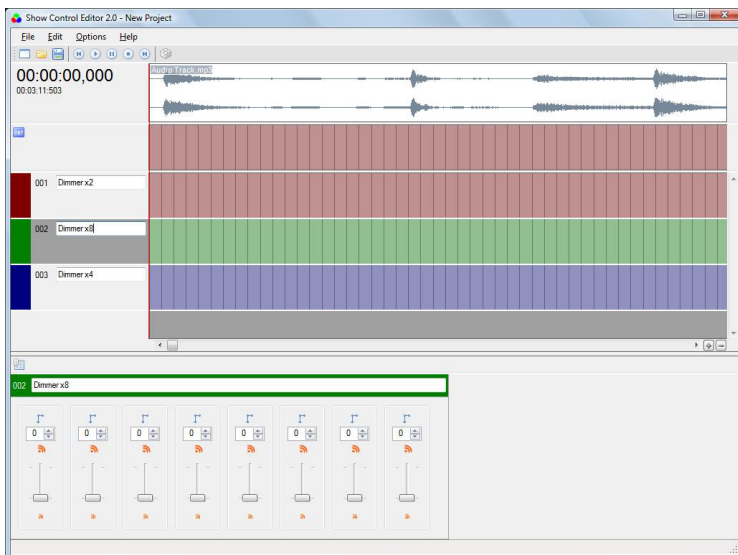 Show Control Editor 2.0 - New Project
File Edit Options Help
00:00:00,000
00:03:11:503
Audio Track.mp3
001 Dimmer x2
002 Dimmer x8
003 Dimmer x4
002 Dimmer x8
0 0 0 0 0 0 0 0